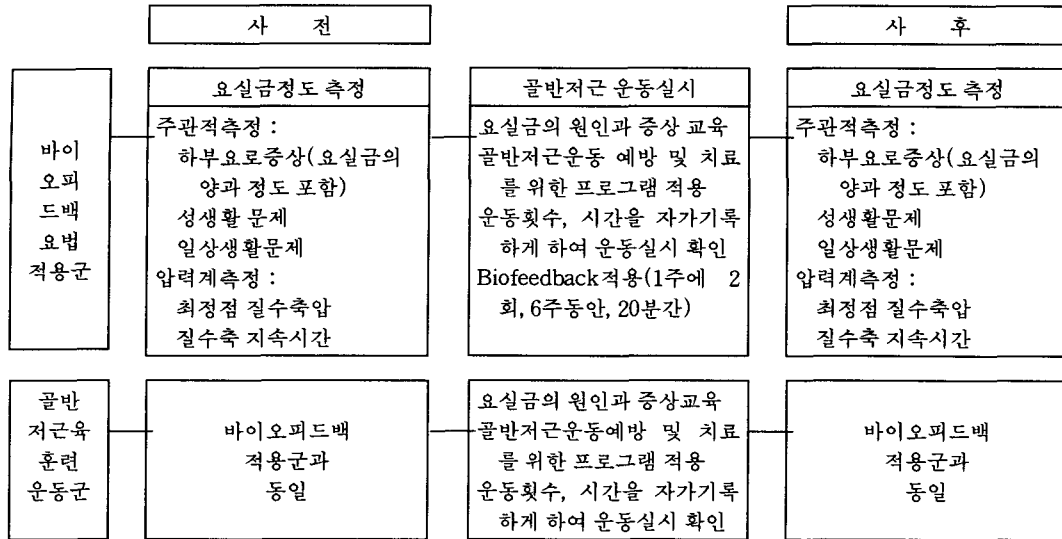 사 전
사 후
바이
오피
드백
요법
적용군
요실금정도 측정
주관적측정 :
하부요로증상(요실금의
양과 정도 포함)
성생활 문제
일상생활문제
압력계측정 :
최정점 질수축압
질수축 지속시간
골반저근 운동실시
요실금의 원인과 증상 교육
골반저근운동 예방 및 치료
를 위한 프로그램 적용
운동횟수, 시간을 자가기록
하게 하여 운동실시 확인
Biofeedback적용(1주에 2
회, 6주동안, 20분간)
요실금정도 측정
주관적측정 :
하부요로증상(요실금의
양과 정도 포함)
성생활문제
일상생활문제
압력계측정 :
최정점 질수축압
질수축 지속시간
골반
저근육
훈련
운동군
바이오피드백
적용군과
동일
요실금의 원인과 증상교육
골반저근운동예방 및 치료
를 위한 프로그램 적용
운동횟수, 시간을 자가기록
하게 하여 운동실시 확인
바이오피드백
적용군과
동일